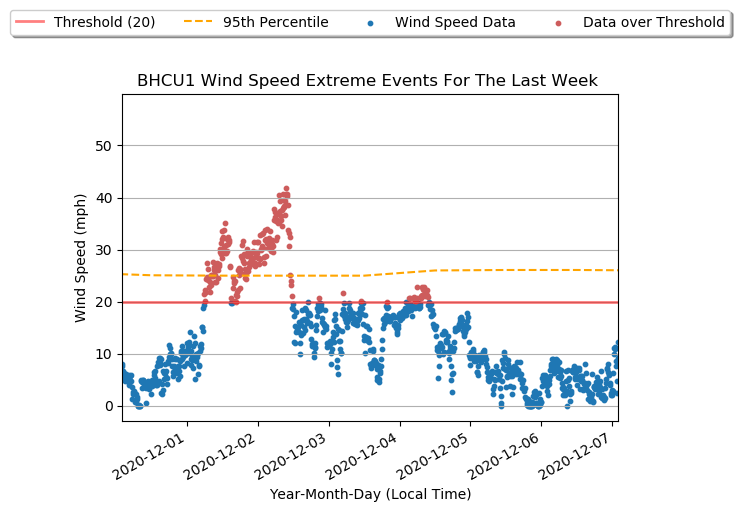 Threshold (20) 95th Percentile Wind Speed Data Data over Threshold
BHCU1 Wind Speed Extreme Events For The Last Week
Wind Speed (mph)
50
40
30
20
10
0
2020-12-01 2020-12-02 2020-12-03 2020-12-04 2020-12-05 2020-12-06 2020-12-07
Year-Month-Day (Local Time)